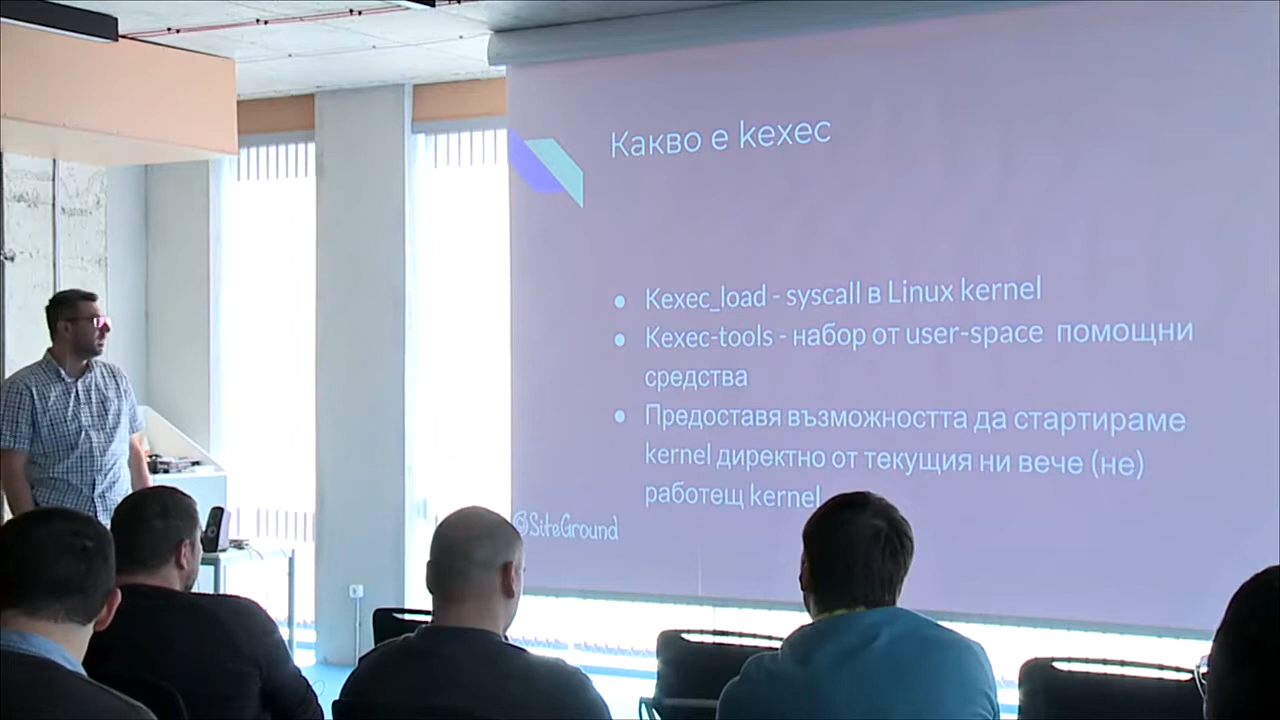 Какво е kexec
Kexec_load - syscall в Linux kernel
Kexec-tools - набор от user-space помощни
средства
Предоставя възможността да стартираме
kernel директно от текущия ни вече (не)
работещ kernel
@SiteGround